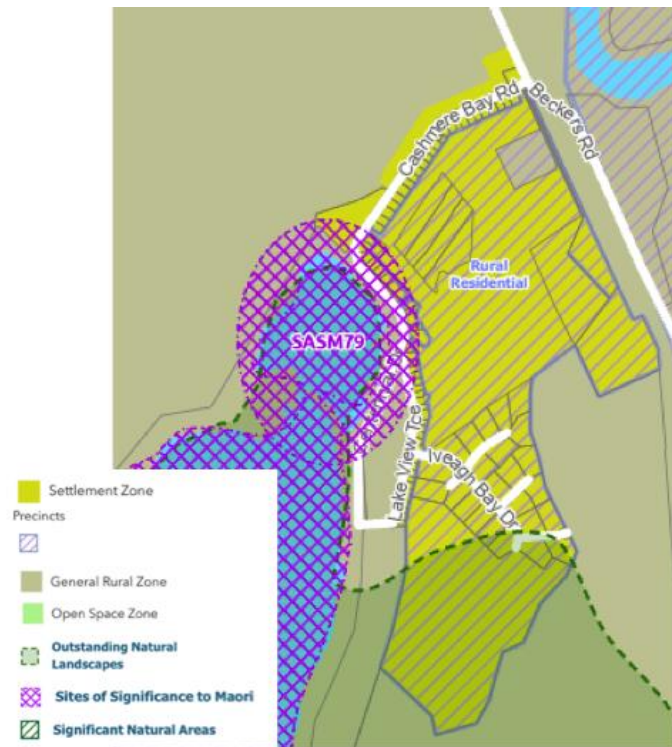 Cashmere Bay Rd
Beckers Rd
Rural
Residential
SASM79
Lake View Tce
Iveagh Bay Dr
Settlement Zone
Precincts
General Rural Zone
Open Space Zone
Outstanding Natural
Landscapes
Sites of Significance to Maori
Significant Natural Areas